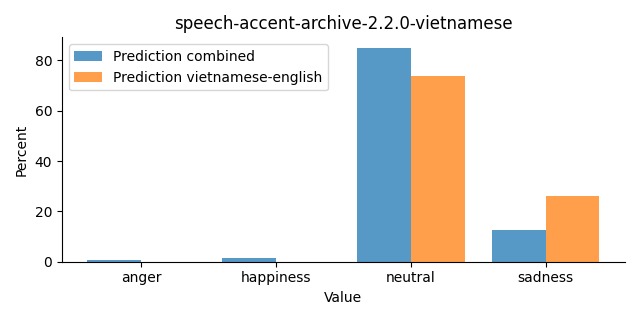 speech-accent-archive-2.2.0-vietnamese
Prediction combined
Prediction vietnamese-english
80
60
40
20
0
Percent
anger happiness neutral sadness
Value